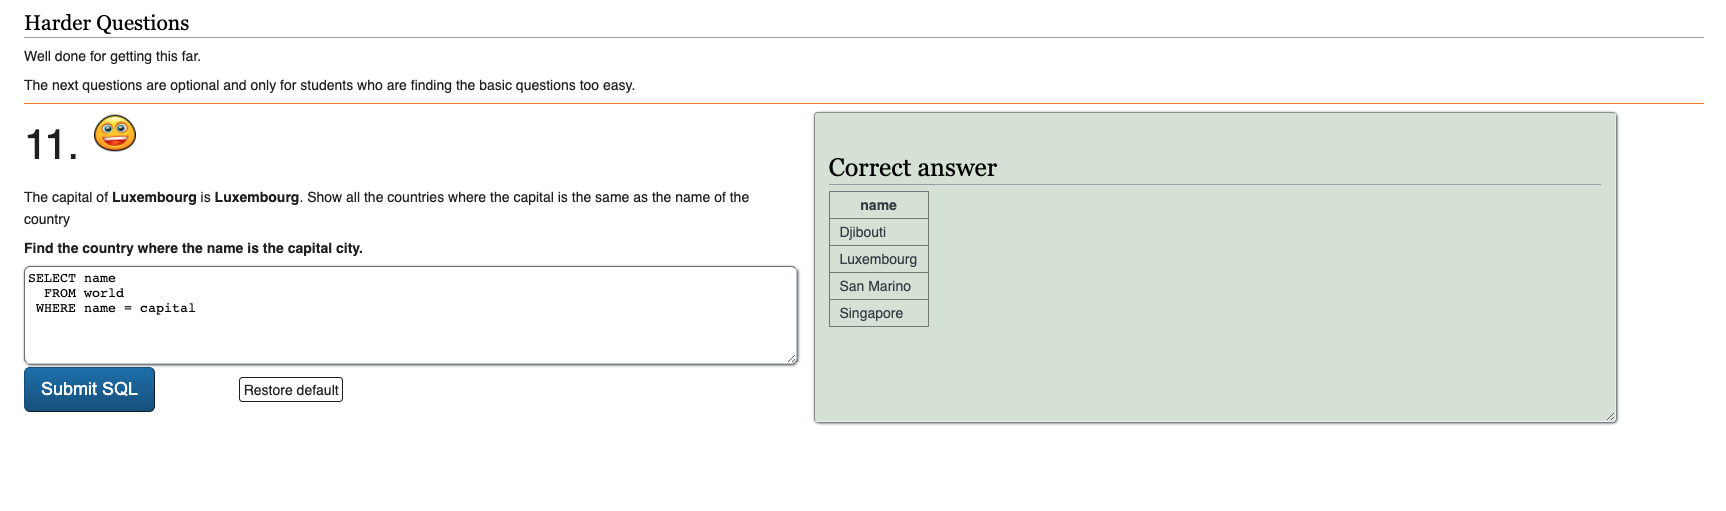 Harder Questions
Well done for getting this far.
The next questions are optional and only for students who are finding the basic questions too easy.
11.
The capital of Luxembourg is Luxembourg. Show all the countries where the capital is the same as the name of the
country
Find the country where the name is the capital city.
SELECT name
  FROM world
 WHERE name = capital
Submit SQL
Restore default
Correct answer
name
Djibouti
Luxembourg
San Marino
Singapore